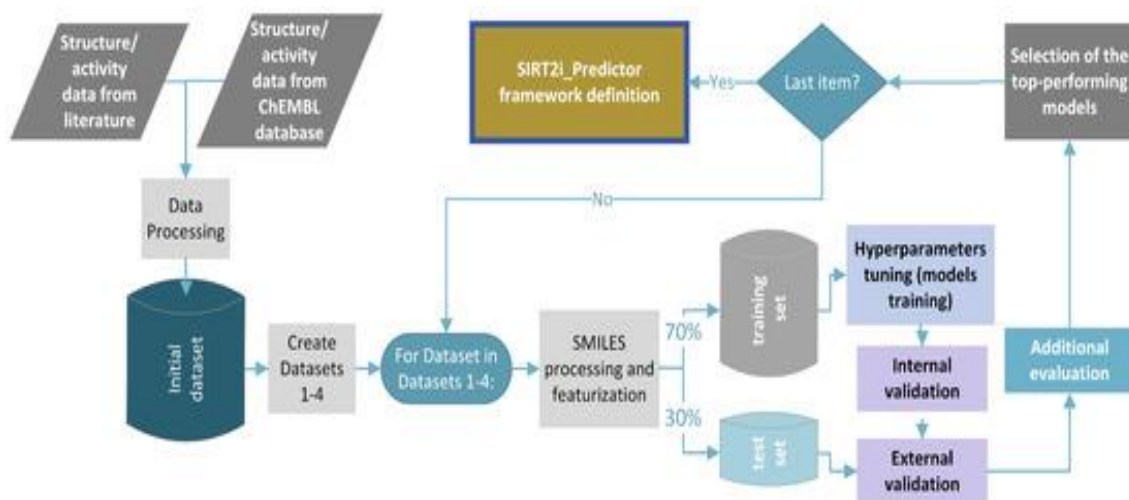 Structure/
activity
data from
literature
Structure/
activity
data from
ChEMBL
database
SIRT2i_Predictor
framework definition
Yes
Last item?
Selection of the
top-performing
models
No
Data
Processing
Initial
dataset
Create
Datasets
1-4
For Dataset in
Datasets 1-4:
SMILES
processing and
featurization
70%
30%
training
set
test
set
Hyperparameters
tuning (models
training)
Internal
validation
External
validation
Additional
evaluation